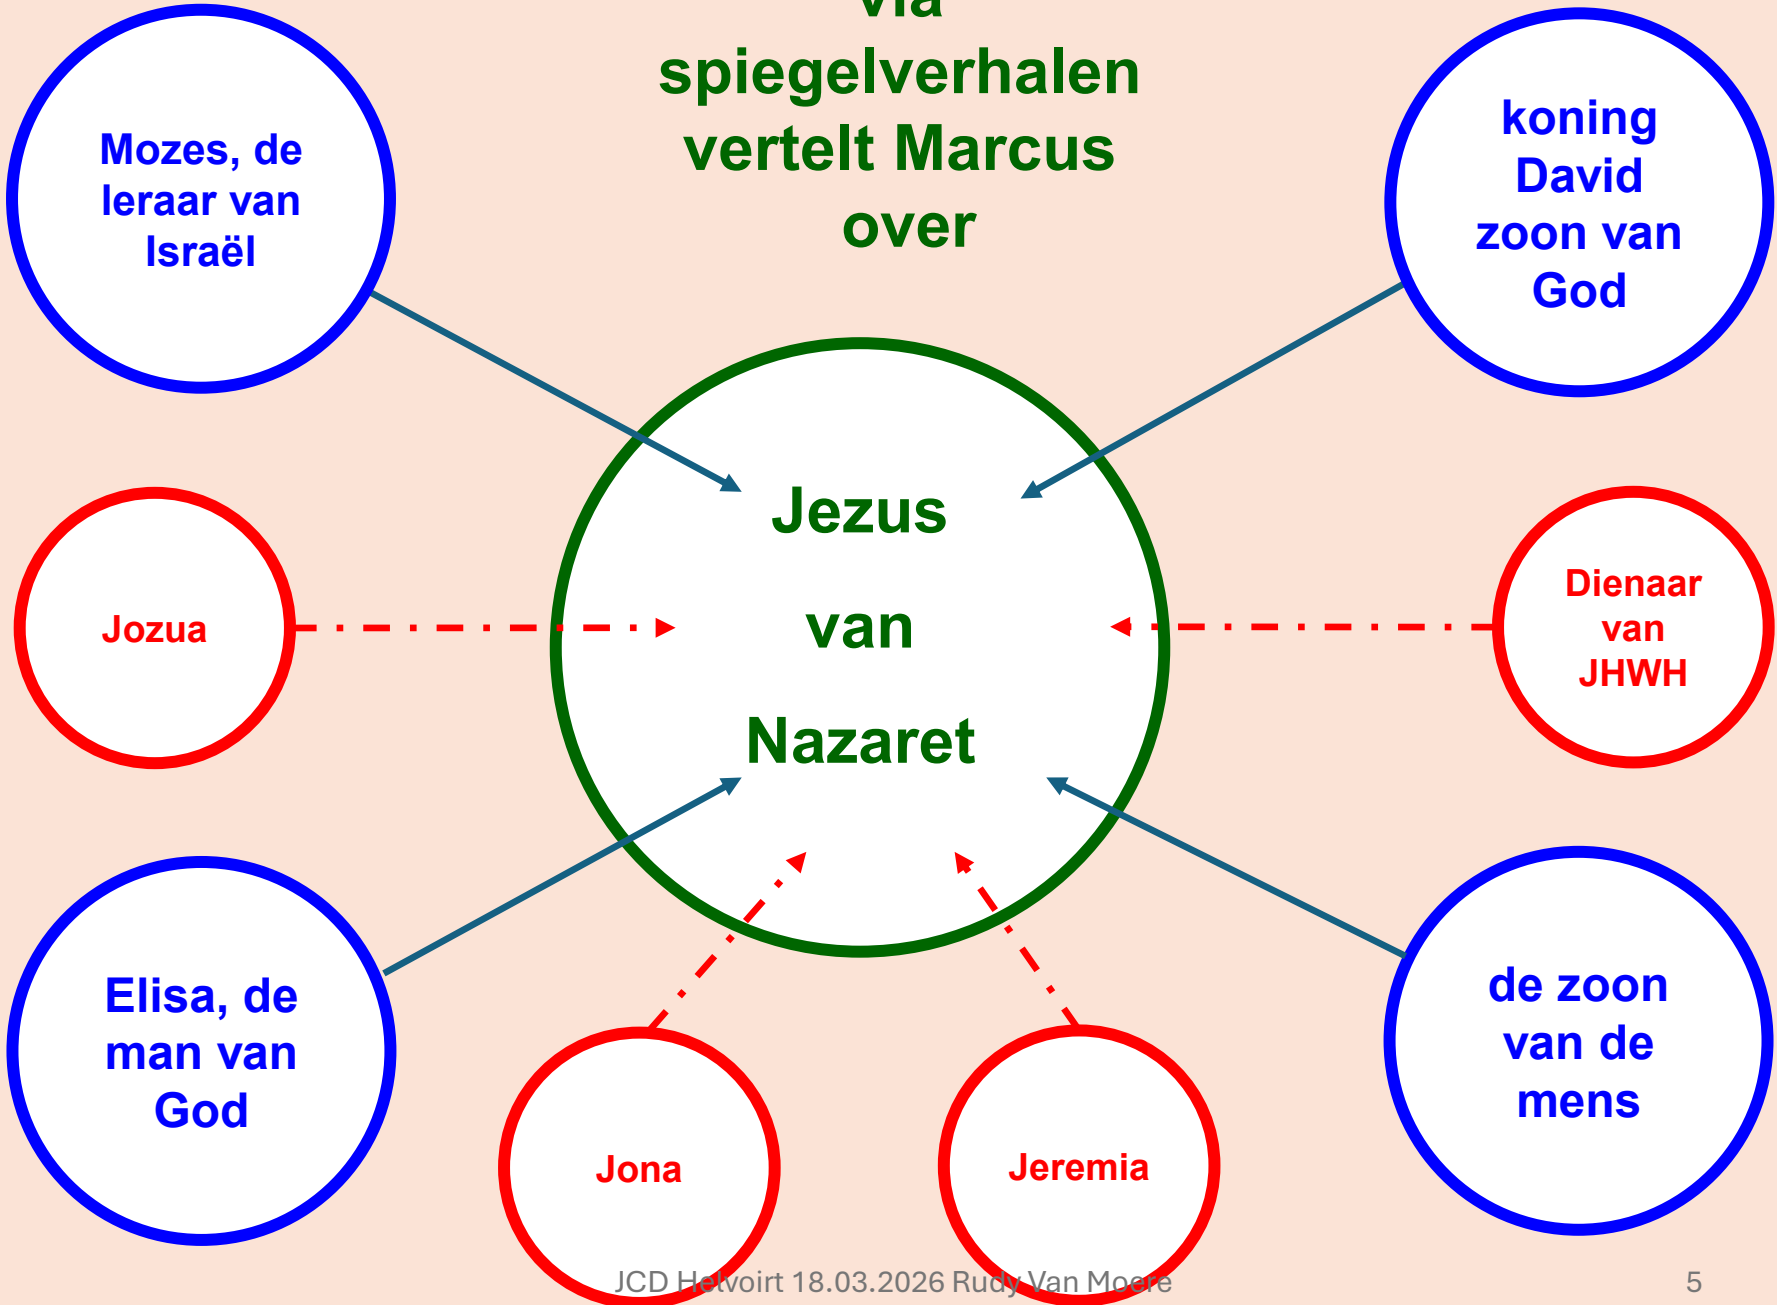 via
spiegelverhalen
vertelt Marcus
over
Mozes, de
leraar van
Israël
koning
David
zoon van
God
Jezus
van
Nazaret
Jozua
Dienaar
van
JHWH
Elisa, de
man van
God
Jona
Jeremia
de zoon
van de
mens
JCD Helvoirt 18.03.2026 Rudy Van Moere
5